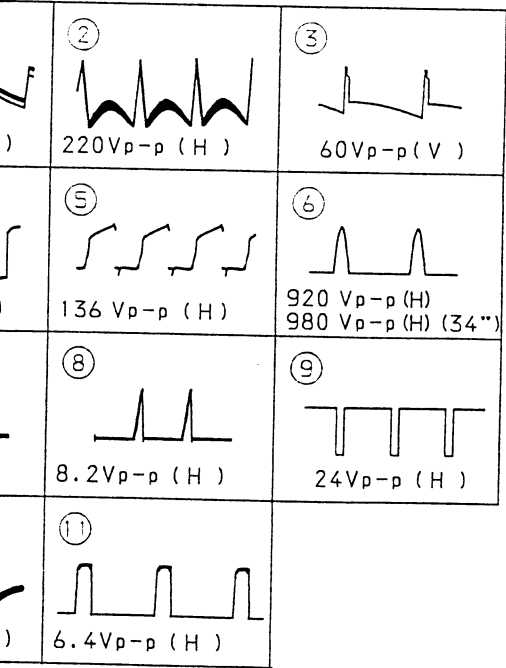 ②
③
)
220Vp-p ( H )
60Vp-p( V )
⑤
⑥
)
136 Vp-p ( H )
920 Vp-p (H)
980 Vp-p (H) (34")
⑧
⑨
8.2Vp-p ( H )
24Vp-p ( H )
⑪
)
6.4Vp-p ( H )